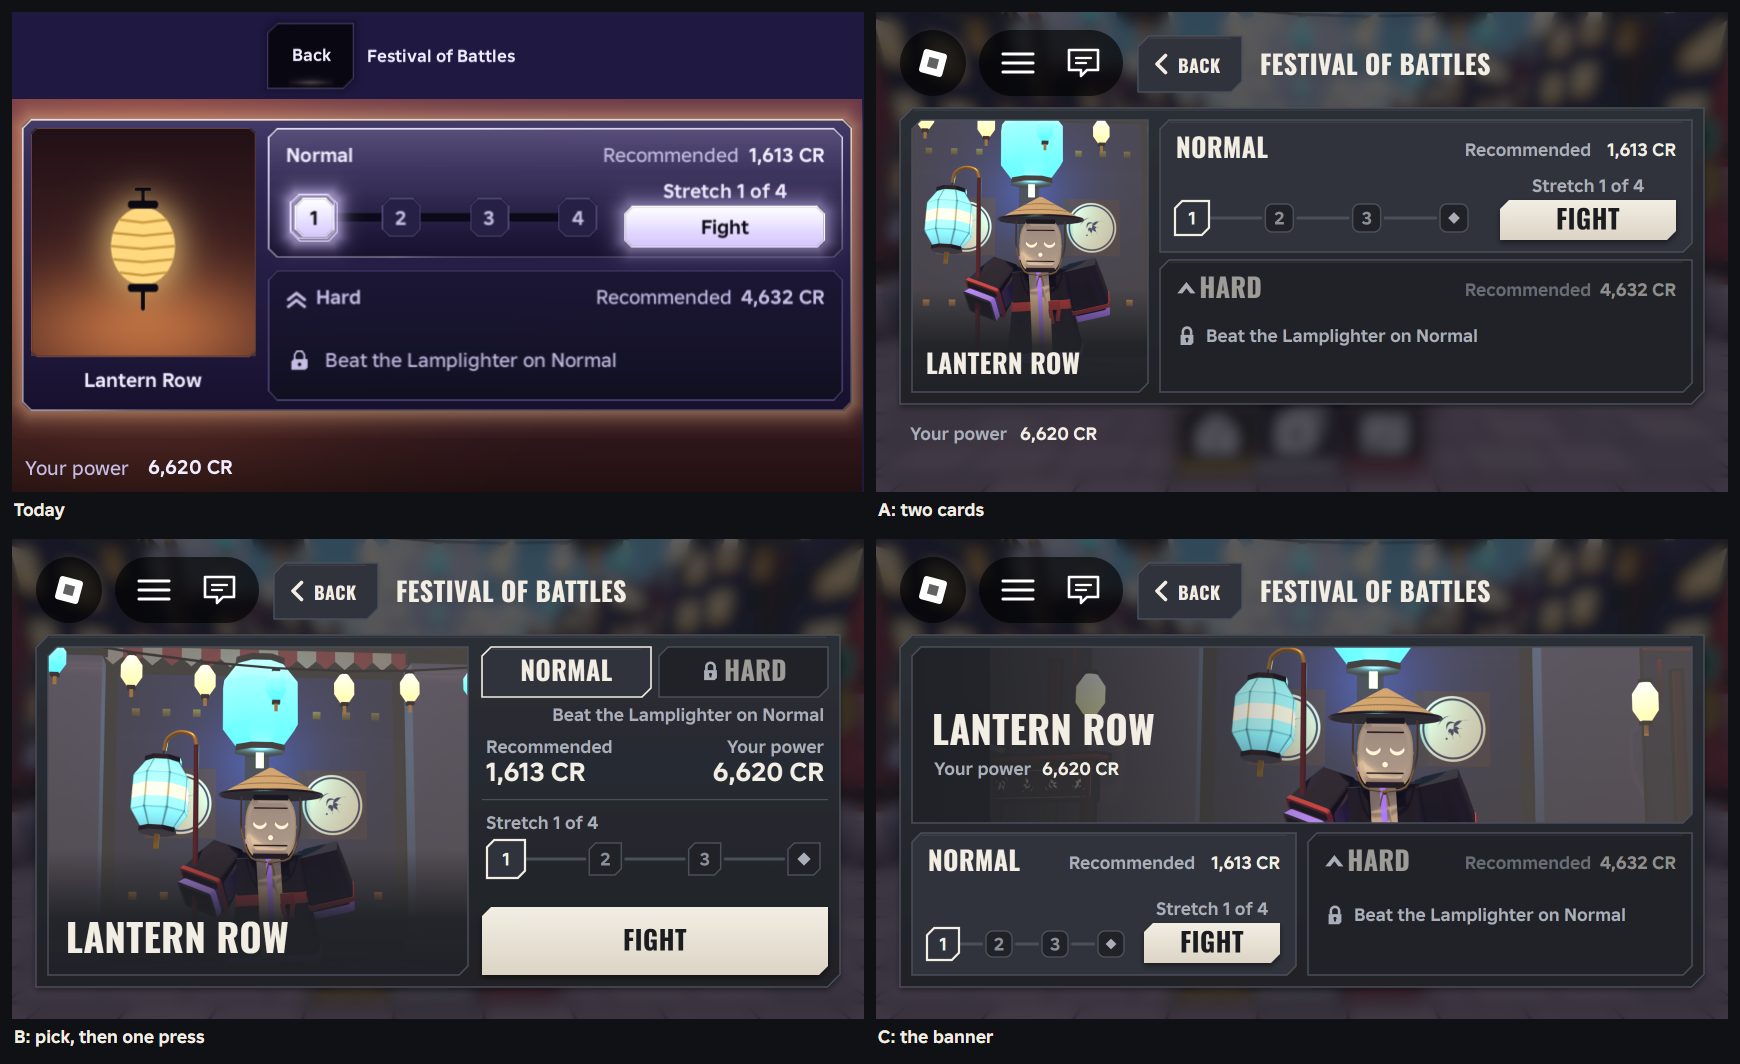 Back
Festival of Battles
Normal
Recommended 1,613 CR
Stretch 1 of 4
1 2 3 4
Fight
Hard
Recommended 4,632 CR
Beat the Lamplighter on Normal
Lantern Row
Your power 6,620 CR
Today
BACK
FESTIVAL OF BATTLES
NORMAL
Recommended 1,613 CR
Stretch 1 of 4
1 2 3
FIGHT
HARD
Recommended 4,632 CR
Beat the Lamplighter on Normal
LANTERN ROW
Your power 6,620 CR
A: two cards
BACK
FESTIVAL OF BATTLES
NORMAL
HARD
Beat the Lamplighter on Normal
Recommended Your power
1,613 CR 6,620 CR
Stretch 1 of 4
1 2 3
FIGHT
LANTERN ROW
B: pick, then one press
BACK
FESTIVAL OF BATTLES
LANTERN ROW
Your power 6,620 CR
NORMAL
Recommended 1,613 CR
Stretch 1 of 4
1 2 3
FIGHT
HARD
Recommended 4,632 CR
Beat the Lamplighter on Normal
C: the banner